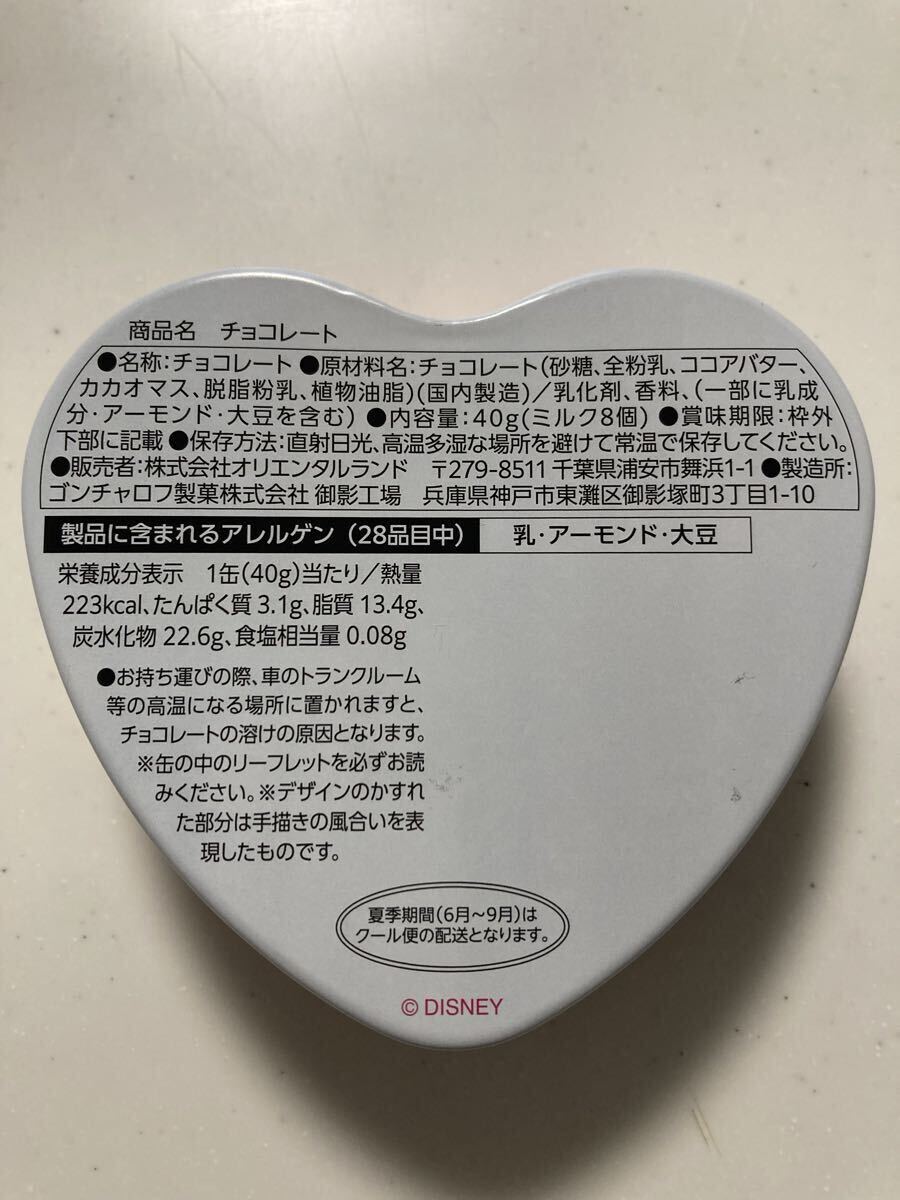 商品名　チョコレート
●名称:チョコレート ●原材料名:チョコレート(砂糖、全粉乳、ココアバター、
カカオマス、脱脂粉乳、植物油脂)(国内製造)／乳化剤、香料、(一部に乳成
分・アーモンド・大豆を含む) ●内容量:40g(ミルク8個) ●賞味期限:枠外
下部に記載 ●保存方法:直射日光、高温多湿な場所を避けて常温で保存してください。
●販売者:株式会社オリエンタルランド　〒279-8511 千葉県浦安市舞浜1-1 ●製造所:
ゴンチャロフ製菓株式会社 御影工場　兵庫県神戸市東灘区御影塚町3丁目1-10
製品に含まれるアレルゲン（28品目中）　乳・アーモンド・大豆
栄養成分表示　1缶(40g)当たり／熱量
223kcal、たんぱく質 3.1g、脂質 13.4g、
炭水化物 22.6g、食塩相当量 0.08g
●お持ち運びの際、車のトランクルーム
等の高温になる場所に置かれますと、
チョコレートの溶けの原因となります。
※缶の中のリーフレットを必ずお読
みください。※デザインのかすれ
た部分は手描きの風合いを表
現したものです。
夏季期間(6月～9月)は
クール便の配送となります。
© DISNEY